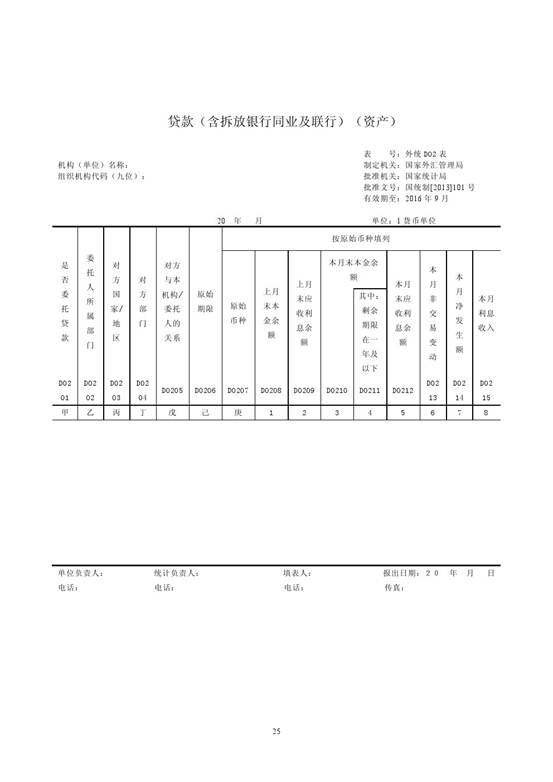 贷款（含拆放银行同业及联行）（资产）
表　　号：外统 D02 表
机构（单位）名称：
制定机关：国家外汇管理局
组织机构代码（九位）：
批准机关：国家统计局
批准文号：国统制[2013]101 号
有效期至：2016 年 9 月
20　年　月
单位：1 货币单位
按原始币种填列
是否委托贷款
委托人所属部门
对方国家/地区
对方部门
对方与本机构/委托人的关系
原始期限
原始币种
上月末本金余额
上月末应收利息余额
本月末本金余额
其中：剩余期限在一年及以下
本月末应收利息余额
本月非交易变动
本月净发生额
本月利息收入
D0201 D0202 D0203 D0204 D0205 D0206 D0207 D0208 D0209 D0210 D0211 D0212 D0213 D0214 D0215
甲 乙 丙 丁 戊 己 庚 1 2 3 4 5 6 7 8
单位负责人： 统计负责人： 填表人： 报出日期：２０　年　月　日
电话： 电话： 电话： 传真：
25